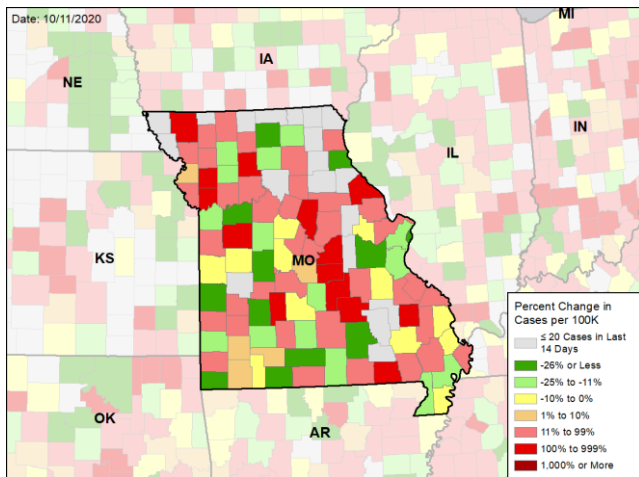 Date: 10/11/2020
MI
NE
IA
IL
IN
KS
MO
OK
AR
Percent Change in
Cases per 100K
≤ 20 Cases in Last
14 Days
-26% or Less
-25% to -11%
-10% to 0%
1% to 10%
11% to 99%
100% to 999%
1,000% or More